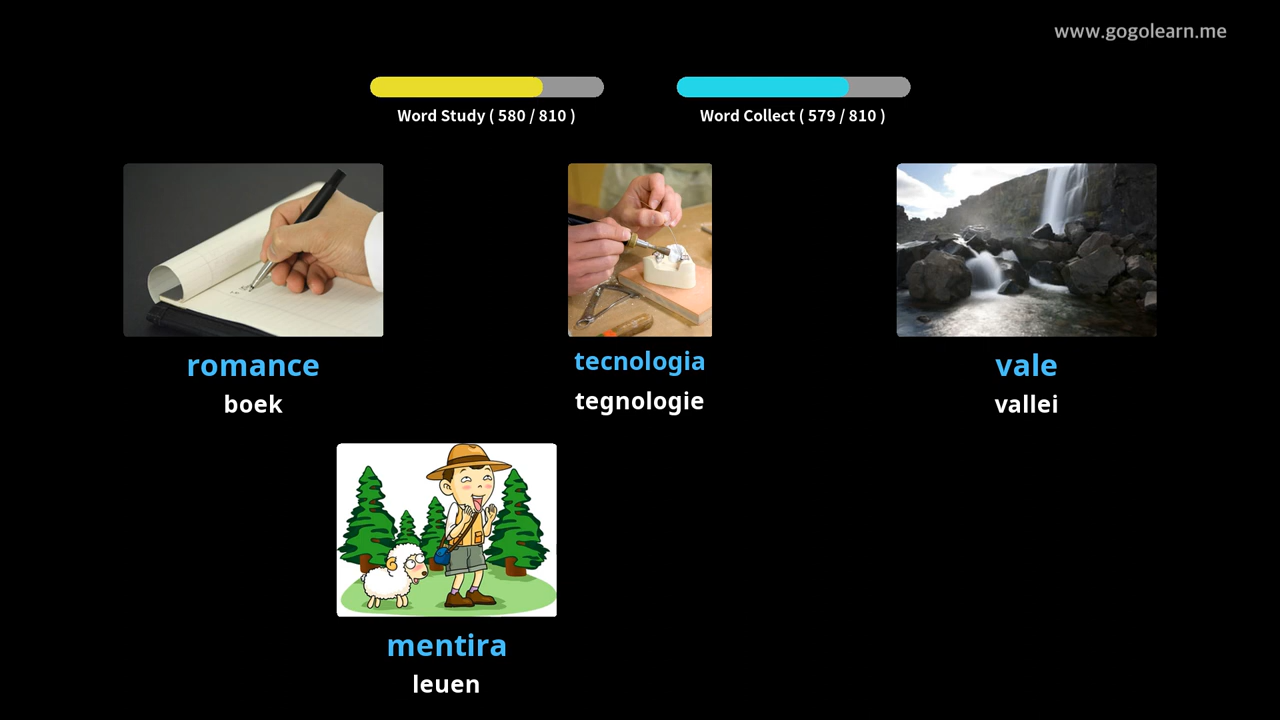 www.gogolearn.me
Word Study ( 580 / 810 )
Word Collect ( 579 / 810 )
romance
boek
tecnologia
tegnologie
vale
vallei
mentira
leuen